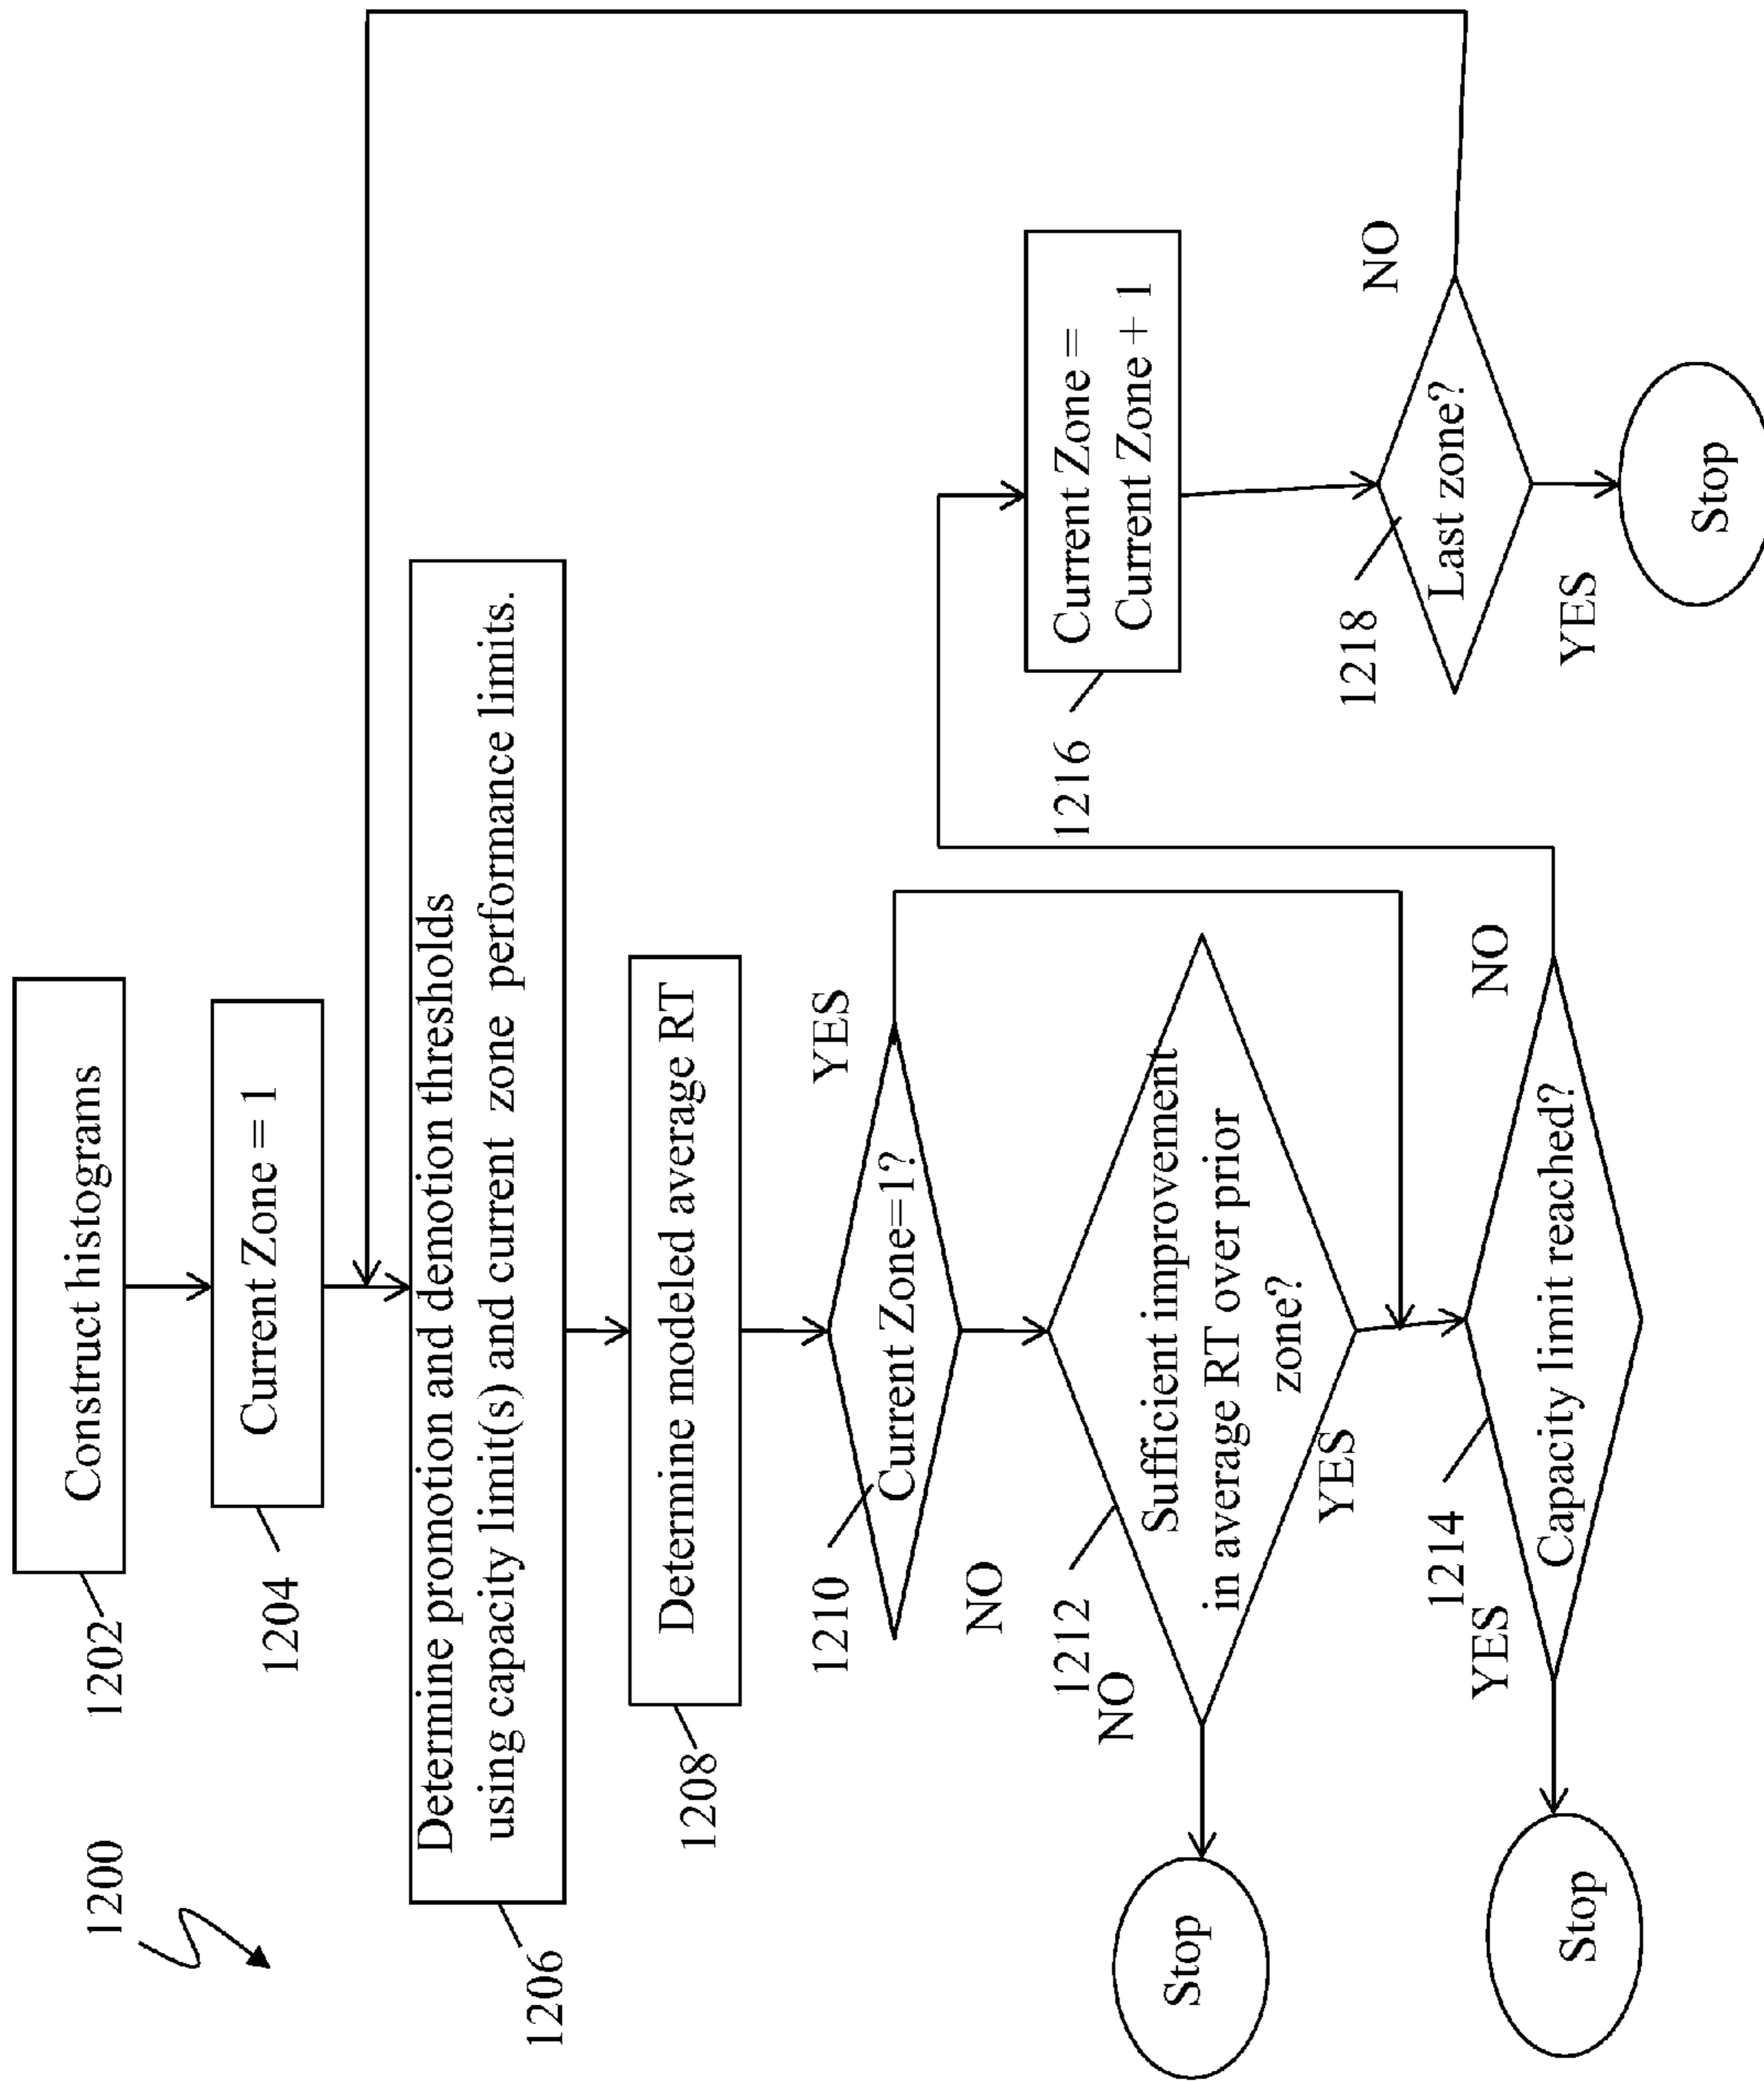 1200
Construct histograms
1202
Current Zone = 1
1204
Determine promotion and demotion thresholds
using capacity limit(s) and current zone performance limits.
1206
Determine modeled average RT
1208
Current Zone=1?
1210
YES
NO
Sufficient improvement
in average RT over prior
zone?
1212
NO
YES
Stop
Capacity limit reached?
1214
YES
NO
Stop
Current Zone =
Current Zone + 1
1216
Last zone?
1218
NO
YES
Stop